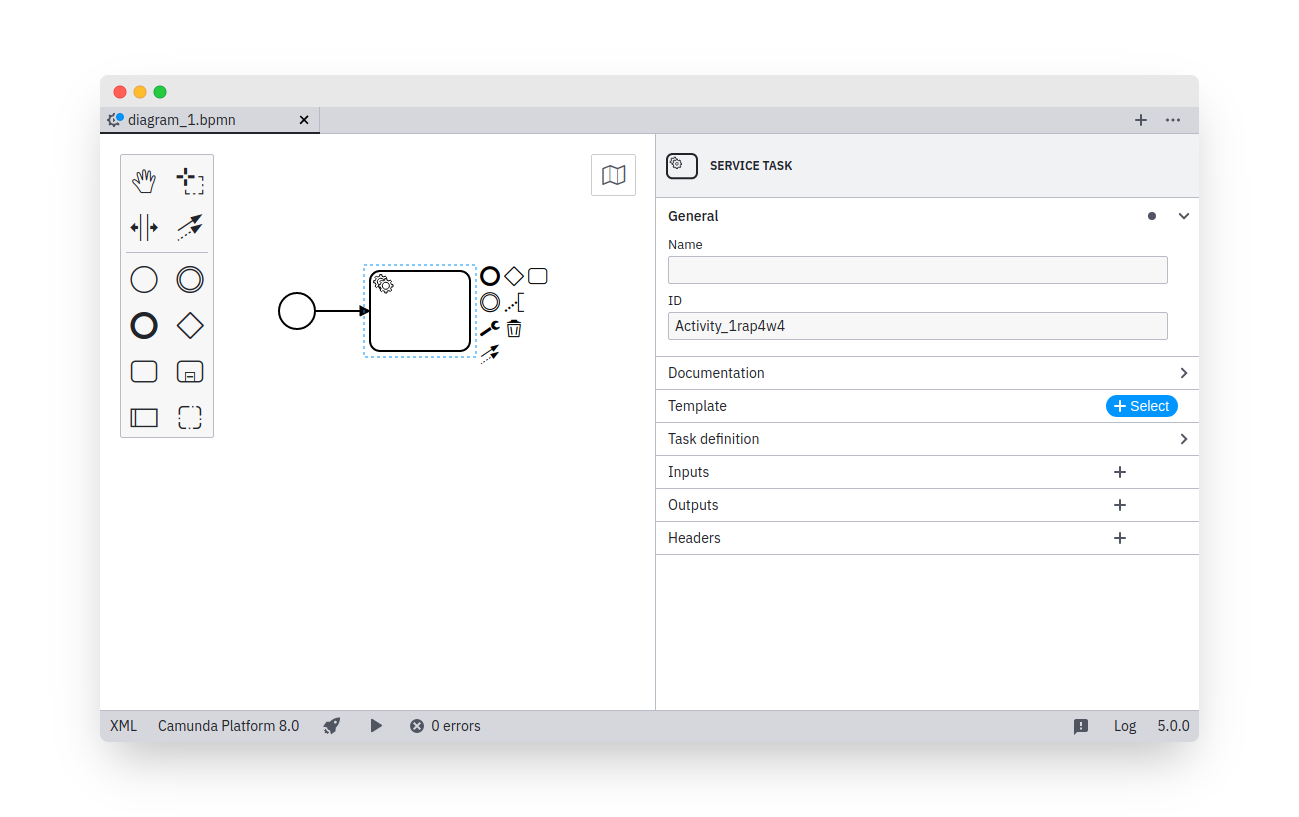 diagram_1.bpmn
SERVICE TASK
General
Name
ID
Activity_1rap4w4
Documentation
Template
Select
Task definition
Inputs
Outputs
Headers
XML
Camunda Platform 8.0
0 errors
Log
5.0.0